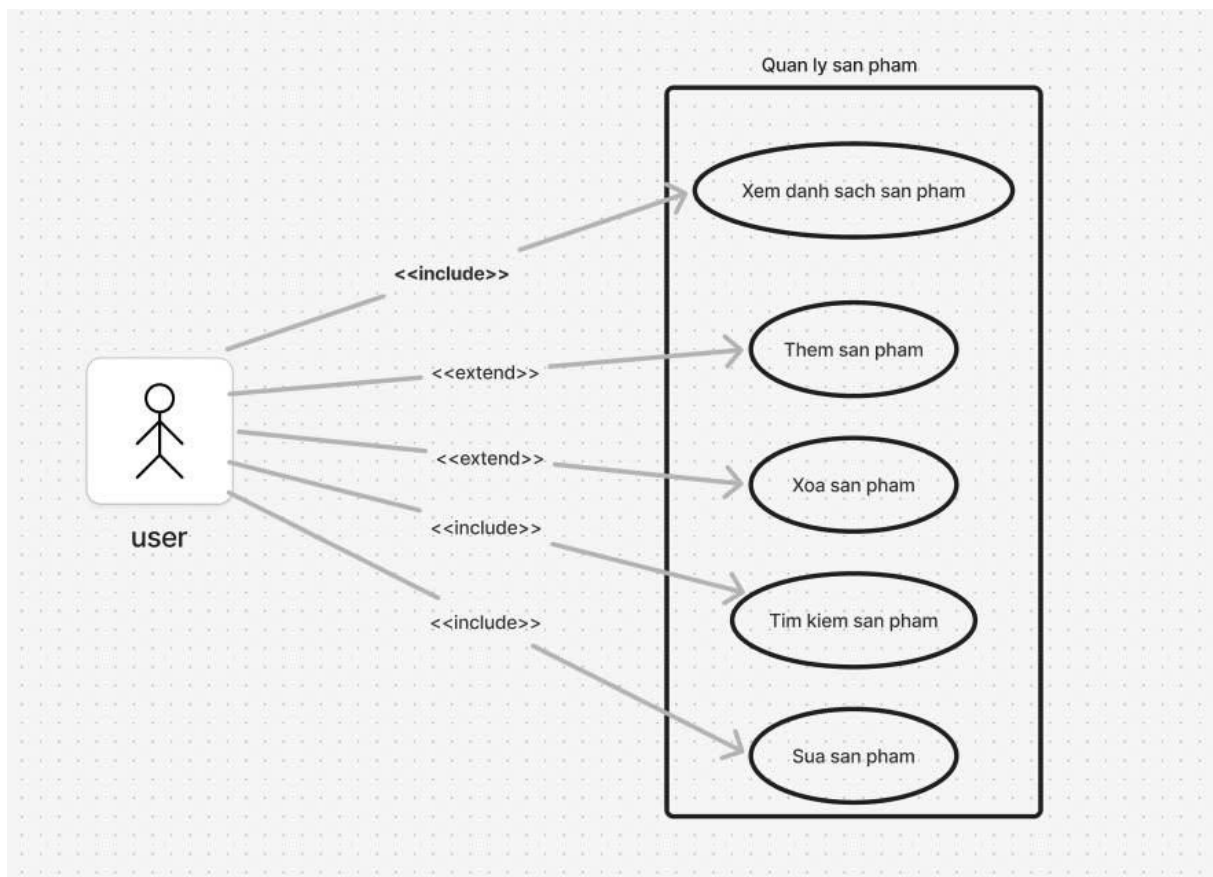 Quan ly san pham
Xem danh sach san pham
<<include>>
Them san pham
<<extend>>
<<extend>>
Xoa san pham
<<include>>
user
Tim kiem san pham
<<include>>
Sua san pham